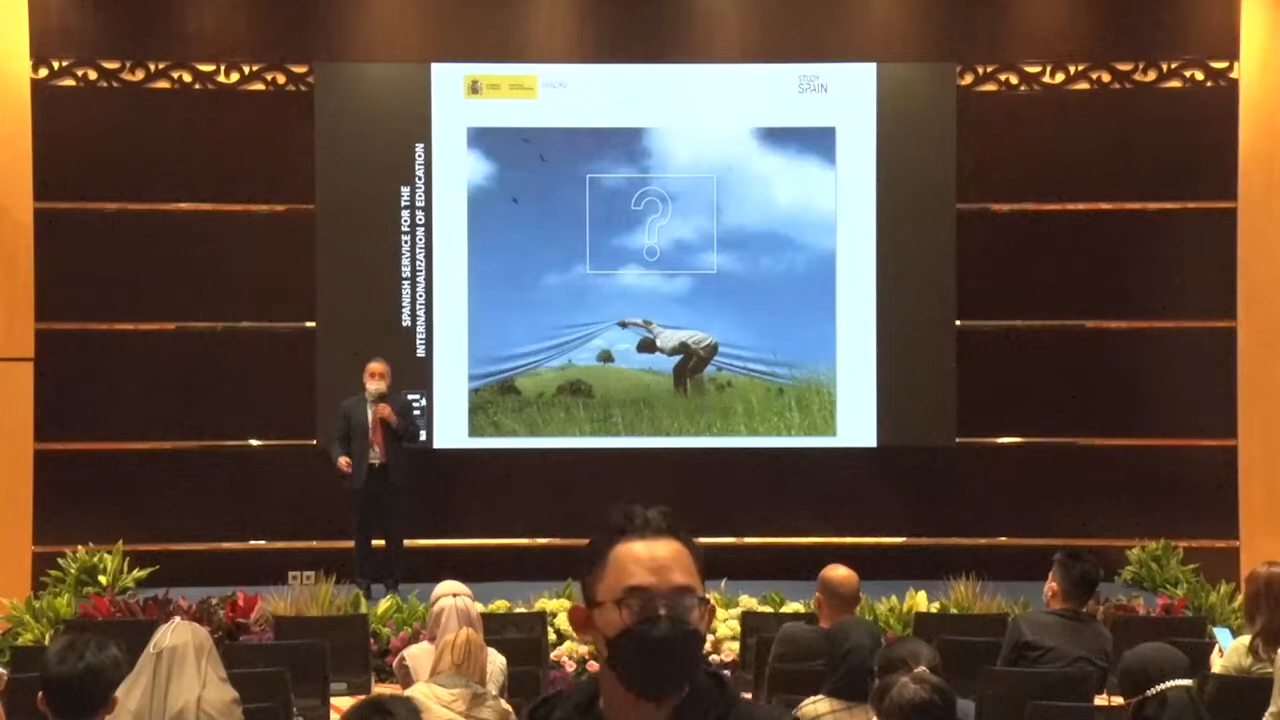 STUDY
SPAIN
SPANISH SERVICE FOR THE
INTERNATIONALIZATION OF EDUCATION
?